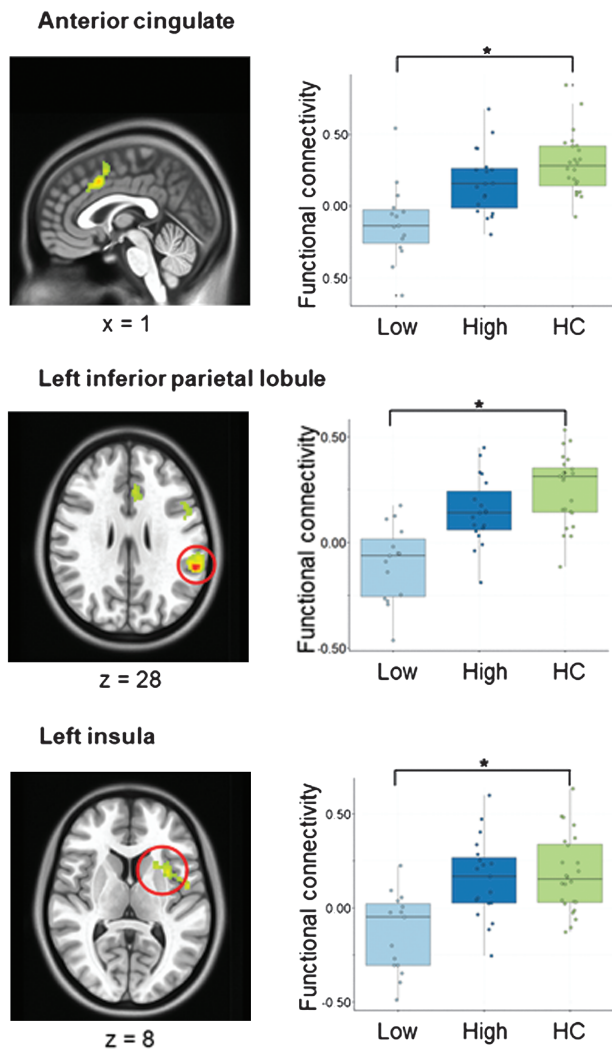 Anterior cingulate
*
Functional connectivity
0 50
0.00
0 50
Low High HC
x = 1
Left inferior parietal lobule
*
Functional connectivity
0.50
0.00
-0.50
Low High HC
z = 28
Left insula
*
Functional connectivity
0 50
0.00
-0 50
Low High HC
z = 8